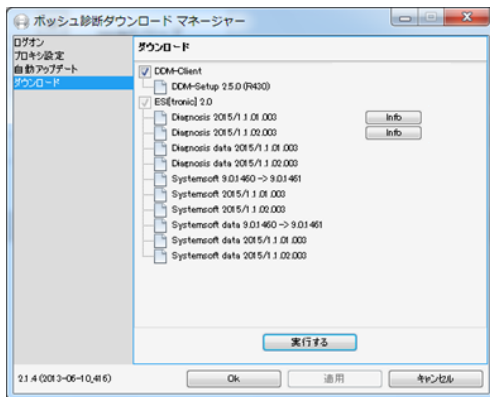 ボッシュ診断ダウンロード マネージャー
ログオン
プロキシ設定
自動アップデート
ダウンロード
ダウンロード
DDM-Client
DDM-Setup 2.5.0 (R430)
ESI[tronic] 2.0
Diagnosis 2015/1.1.01.003 Info
Diagnosis 2015/1.1.02.003 Info
Diagnosis data 2015/1.1.01.003
Diagnosis data 2015/1.1.02.003
Systemsoft 9.0.1460 -> 9.0.1461
Systemsoft 2015/1.1.01.003
Systemsoft 2015/1.1.02.003
Systemsoft data 9.0.1460 -> 9.0.1461
Systemsoft data 2015/1.1.01.003
Systemsoft data 2015/1.1.02.003
実行する
2.1.4 (2013-06-10,416) Ok 適用 キャンセル